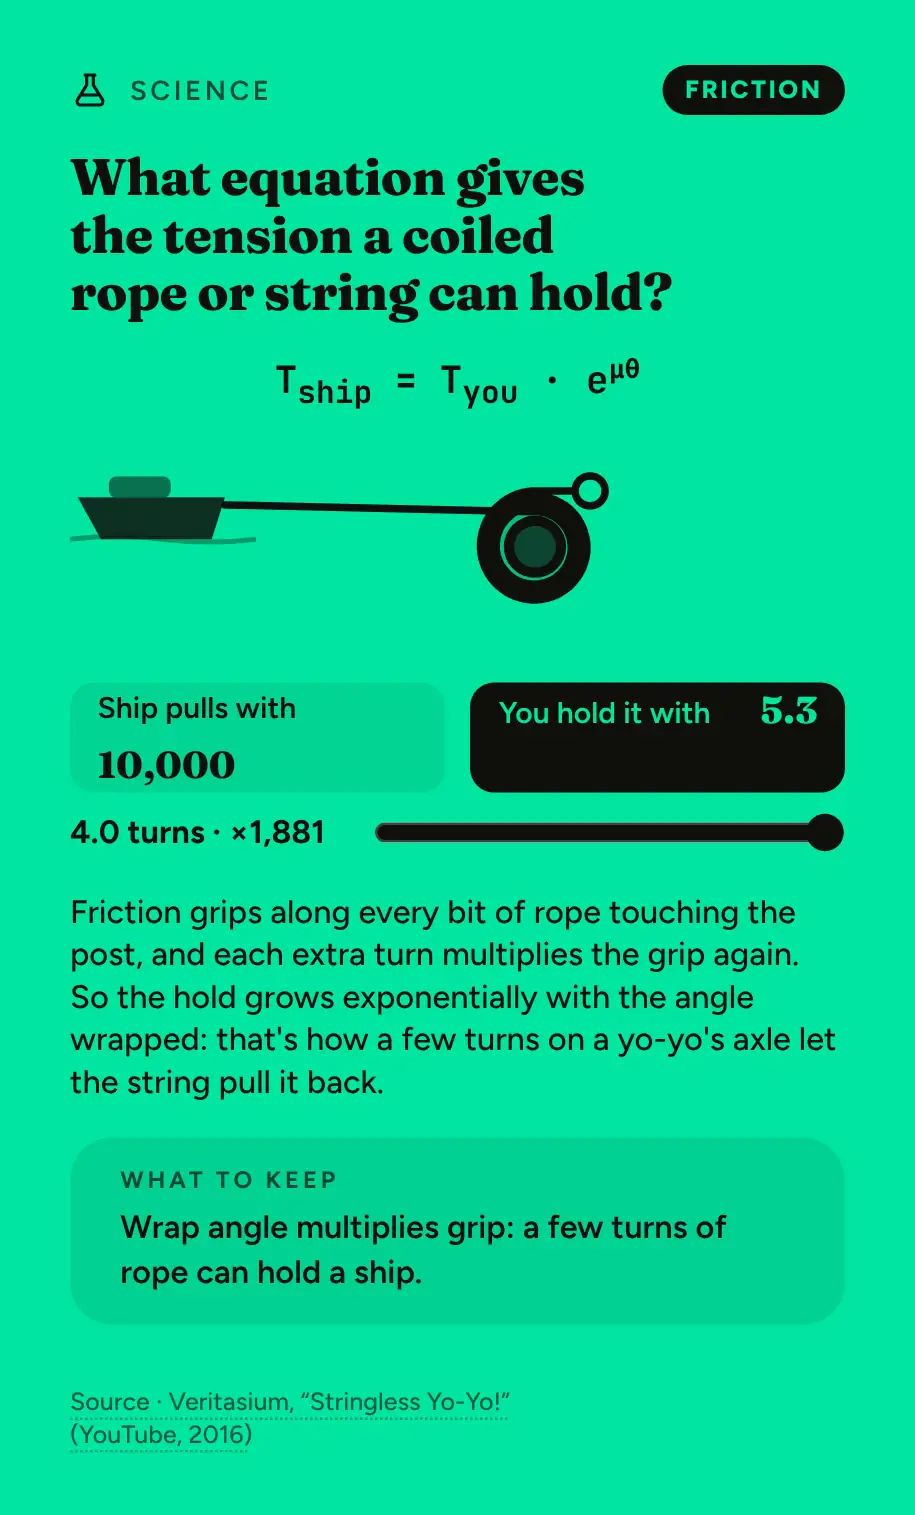 SCIENCE
FRICTION
What equation gives
the tension a coiled
rope or string can hold?
T_ship = T_you · e^μθ
Ship pulls with
10,000
You hold it with 5.3
4.0 turns · ×1,881
Friction grips along every bit of rope touching the
post, and each extra turn multiplies the grip again.
So the hold grows exponentially with the angle
wrapped: that's how a few turns on a yo-yo's axle let
the string pull it back.
WHAT TO KEEP
Wrap angle multiplies grip: a few turns of
rope can hold a ship.
Source · Veritasium, “Stringless Yo-Yo!”
(YouTube, 2016)